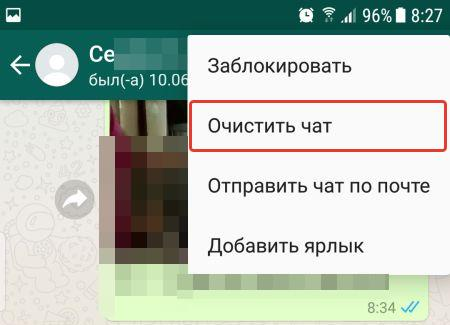 96% 8:27
Се
был(-а) 10.06
Заблокировать
Очистить чат
Отправить чат по почте
Добавить ярлык
8:34